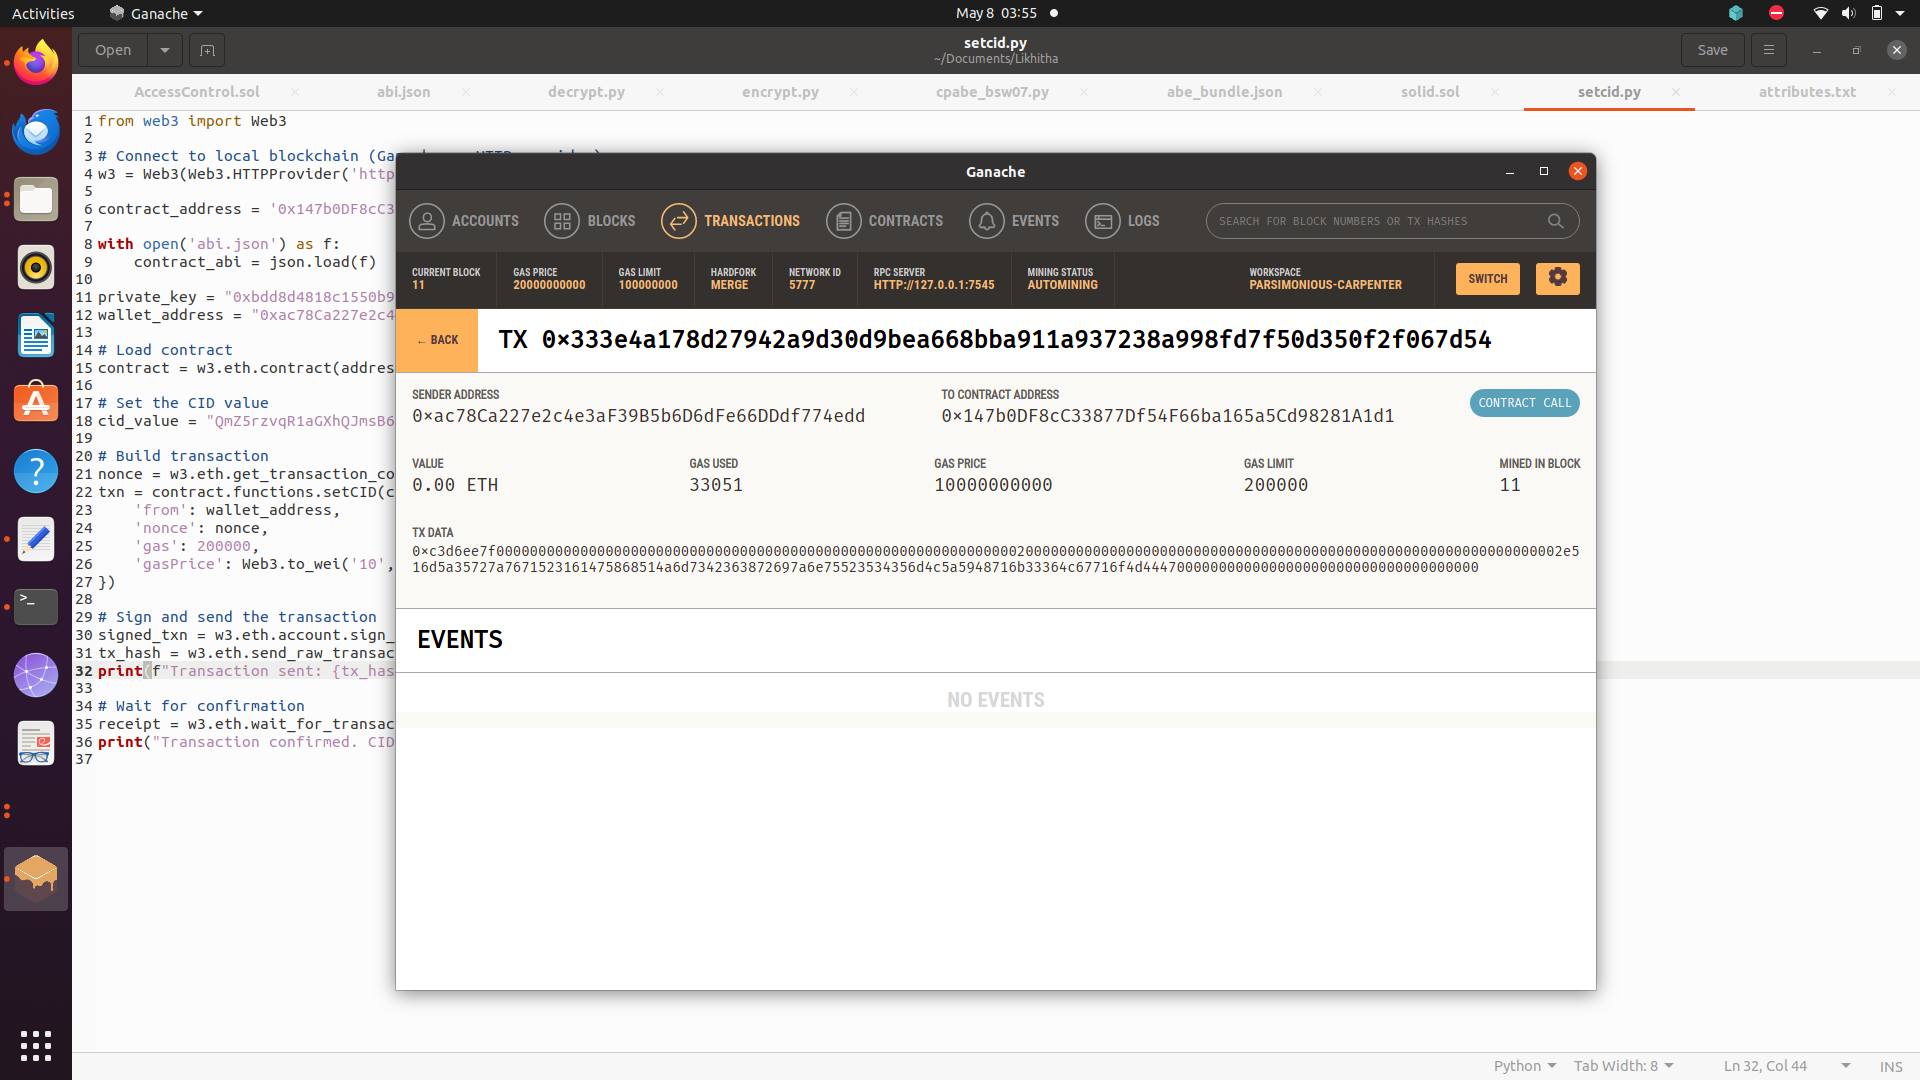 Activities
Ganache
May 8 03:55
Open
setcid.py
~/Documents/Likhitha
Save
AccessControl.sol
abi.json
decrypt.py
encrypt.py
cpabe_bsw07.py
abe_bundle.json
solid.sol
setcid.py
attributes.txt
1 from web3 import Web3
2
3 # Connect to local blockchain (Ga
4 w3 = Web3(Web3.HTTPProvider('http
5
6 contract_address = '0x147b0DF8cC3
7
8 with open('abi.json') as f:
9 contract_abi = json.load(f)
10
11 private_key = "0xbdd8d4818c1550b9
12 wallet_address = "0xac78Ca227e2c4
13
14 # Load contract
15 contract = w3.eth.contract(addres
16
17 # Set the CID value
18 cid_value = "QmZ5rzvqR1aGXhQJmsB6
19
20 # Build transaction
21 nonce = w3.eth.get_transaction_co
22 txn = contract.functions.setCID(c
23 'from': wallet_address,
24 'nonce': nonce,
25 'gas': 200000,
26 'gasPrice': Web3.to_wei('10',
27 })
28
29 # Sign and send the transaction
30 signed_txn = w3.eth.account.sign_
31 tx_hash = w3.eth.send_raw_transac
32 print(f"Transaction sent: {tx_has
33
34 # Wait for confirmation
35 receipt = w3.eth.wait_for_transac
36 print("Transaction confirmed. CID
37
Ganache
ACCOUNTS
BLOCKS
TRANSACTIONS
CONTRACTS
EVENTS
LOGS
SEARCH FOR BLOCK NUMBERS OR TX HASHES
CURRENT BLOCK
11
GAS PRICE
20000000000
GAS LIMIT
100000000
HARDFORK
MERGE
NETWORK ID
5777
RPC SERVER
HTTP://127.0.0.1:7545
MINING STATUS
AUTOMINING
WORKSPACE
PARSIMONIOUS-CARPENTER
SWITCH
← BACK
TX 0x333e4a178d27942a9d30d9bea668bba911a937238a998fd7f50d350f2f067d54
SENDER ADDRESS
0xac78Ca227e2c4e3aF39B5b6D6dFe66DDdf774edd
TO CONTRACT ADDRESS
0x147b0DF8cC33877Df54F66ba165a5Cd98281A1d1
CONTRACT CALL
VALUE
0.00 ETH
GAS USED
33051
GAS PRICE
10000000000
GAS LIMIT
200000
MINED IN BLOCK
11
TX DATA
0xc3d6ee7f0000000000000000000000000000000000000000000000000000000000000020000000000000000000000000000000000000000000000000000000000000002e5
16d5a35727a7671523161475868514a6d7342363872697a6e75523534356d4c5a5948716b33364c67716f4d4447000000000000000000000000000000000000
EVENTS
NO EVENTS
Python
Tab Width: 8
Ln 32, Col 44
INS